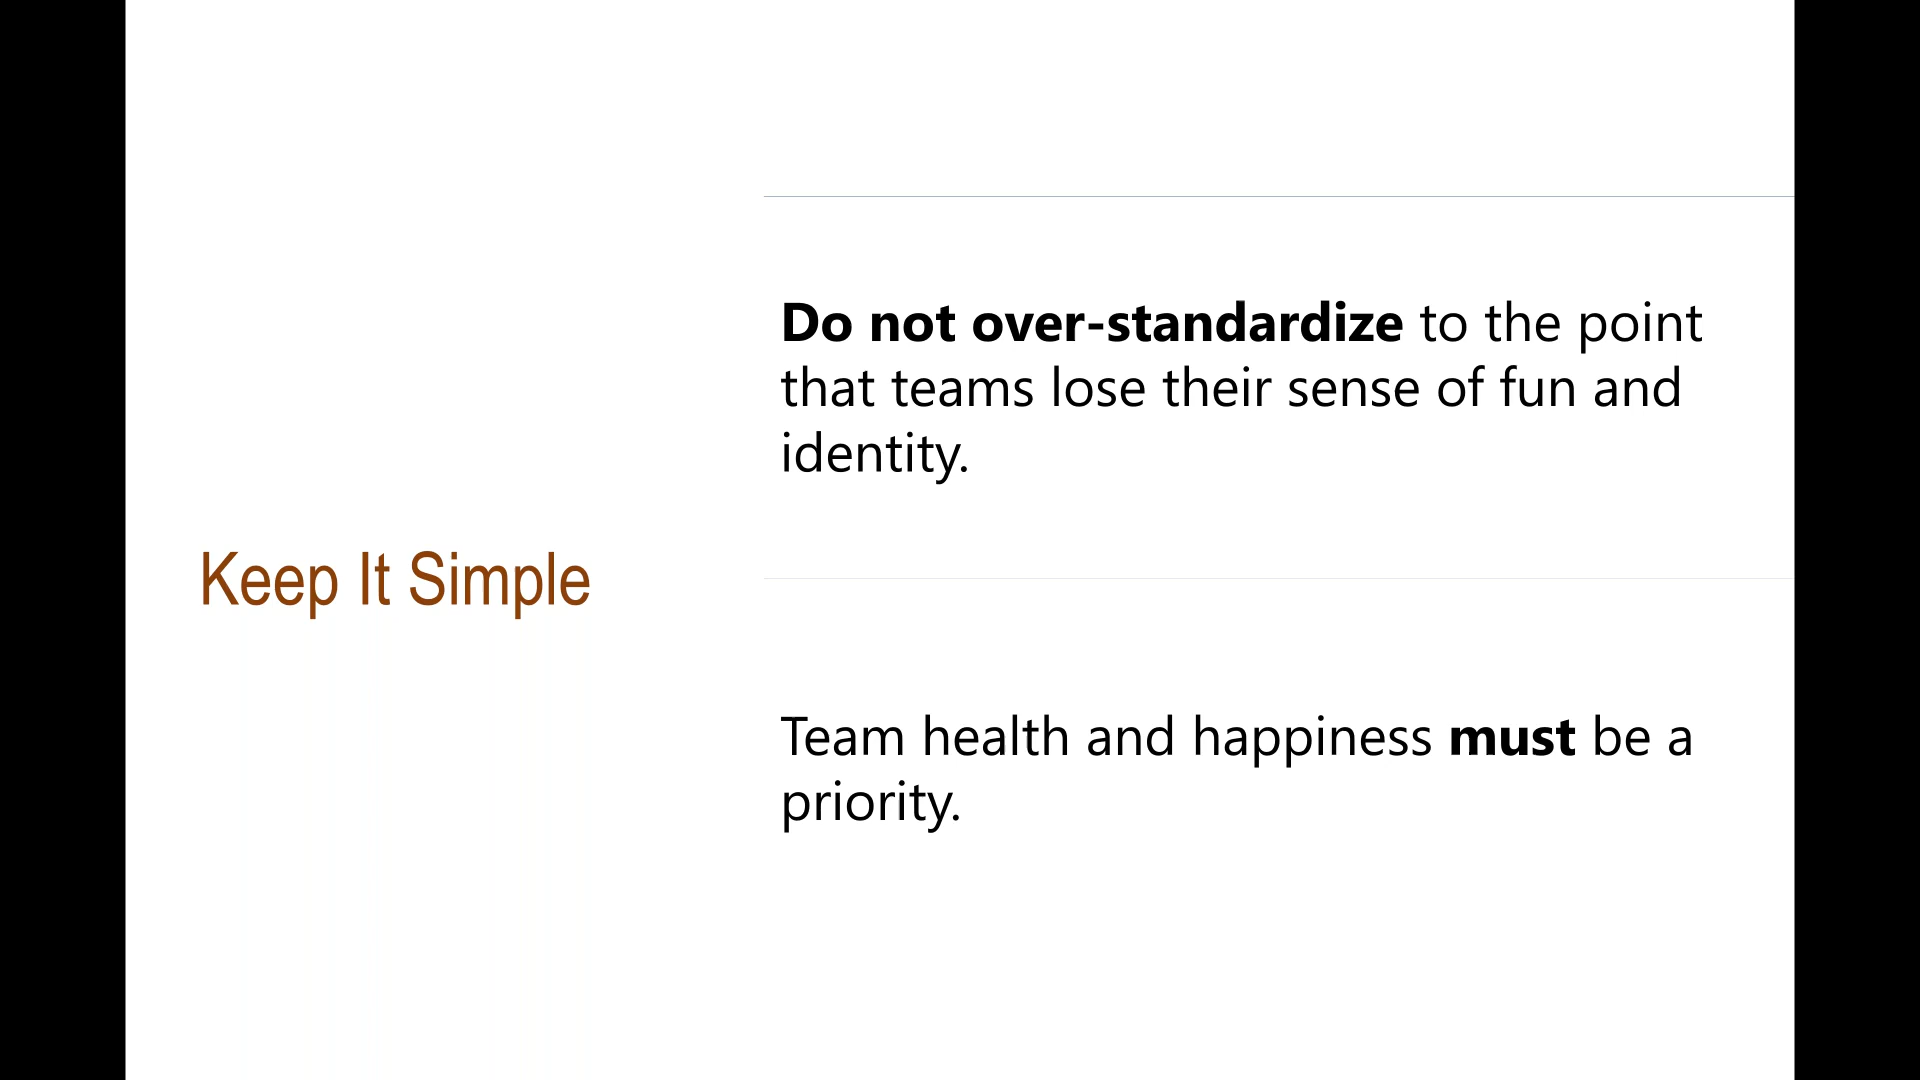 Keep It Simple
Do not over-standardize to the point
that teams lose their sense of fun and
identity.
Team health and happiness must be a
priority.